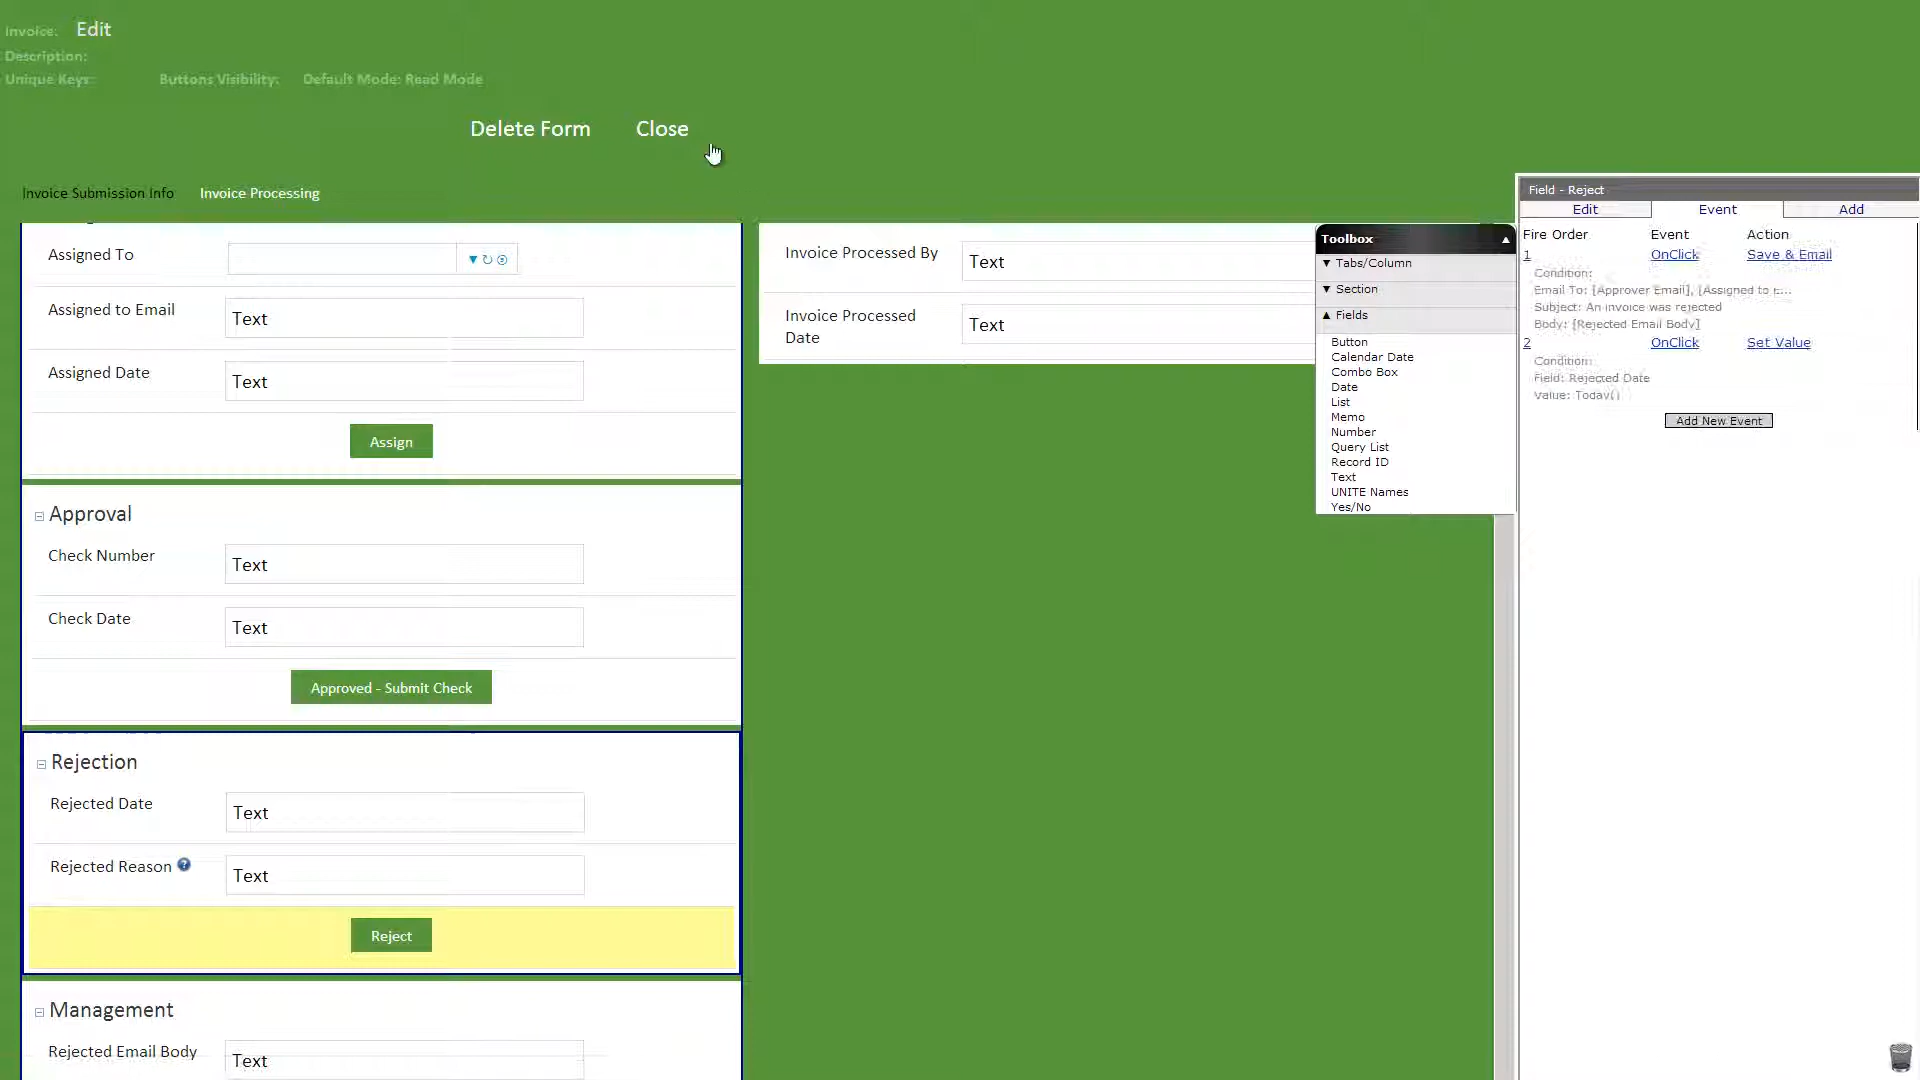 Invoice: Edit
Description:
Unique Keys: Buttons Visibility: Default Mode: Read Mode
Delete Form Close
Invoice Submission Info Invoice Processing
Assigned To
Assigned to Email Text
Assigned Date Text
Assign
Approval
Check Number Text
Check Date Text
Approved - Submit Check
Rejection
Rejected Date Text
Rejected Reason Text
Reject
Management
Rejected Email Body Text
Invoice Processed By Text
Invoice Processed
Date
Text
Toolbox
Tabs/Column
Section
Fields
Button
Calendar Date
Combo Box
Date
List
Memo
Number
Query List
Record ID
Text
UNITE Names
Yes/No
Field - Reject
Edit Event Add
Fire Order Event Action
1 OnClick Save & Email
Condition:
Email To: [Approver Email], [Assigned to E...
Subject: An invoice was rejected
Body: [Rejected Email Body]
2 OnClick Set Value
Condition:
Field: Rejected Date
Value: Today()
Add New Event